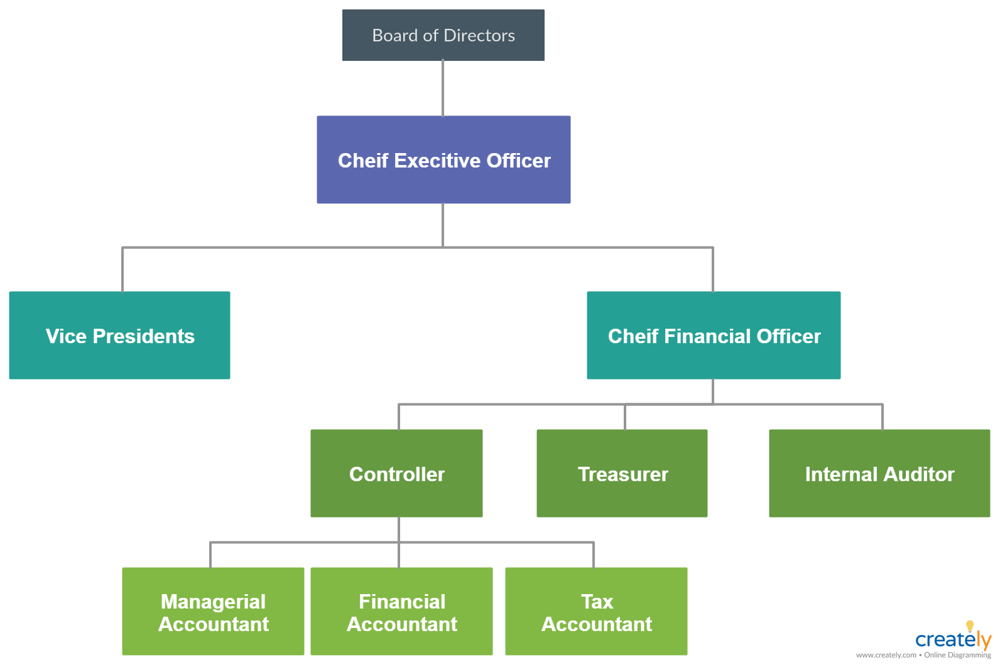 Board of Directors
Cheif Execitive Officer
Vice Presidents
Cheif Financial Officer
Controller
Treasurer
Internal Auditor
Managerial
Accountant
Financial
Accountant
Tax
Accountant
creately
www.creately.com • Online Diagramming